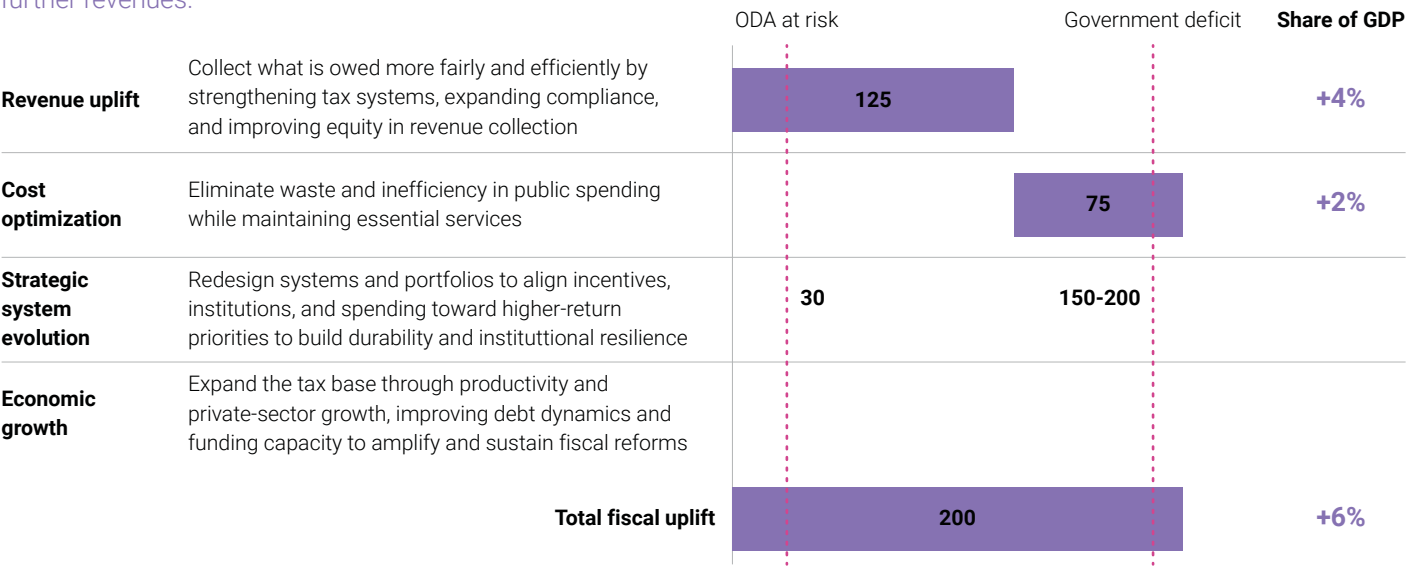 further revenues.
ODA at risk
Government deficit
Share of GDP
Revenue uplift
Collect what is owed more fairly and efficiently by
strengthening tax systems, expanding compliance,
and improving equity in revenue collection
125
+4%
Cost
optimization
Eliminate waste and inefficiency in public spending
while maintaining essential services
75
+2%
Strategic
system
evolution
Redesign systems and portfolios to align incentives,
institutions, and spending toward higher-return
priorities to build durability and instituttional resilience
30
150-200
Economic
growth
Expand the tax base through productivity and
private-sector growth, improving debt dynamics and
funding capacity to amplify and sustain fiscal reforms
Total fiscal uplift
200
+6%